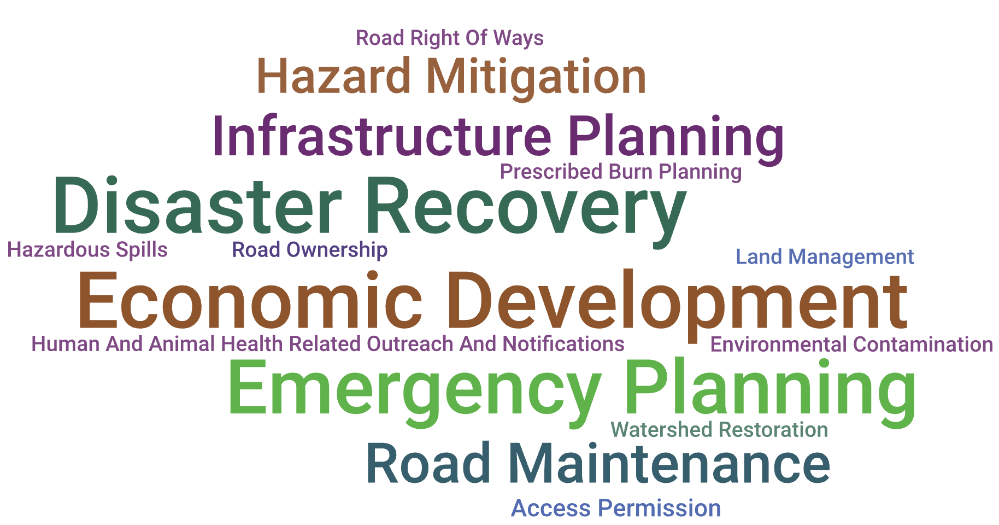 Road Right Of Ways
Hazard Mitigation
Infrastructure Planning
Prescribed Burn Planning
Disaster Recovery
Hazardous Spills
Road Ownership
Land Management
Economic Development
Human And Animal Health Related Outreach And Notifications
Environmental Contamination
Emergency Planning
Watershed Restoration
Road Maintenance
Access Permission